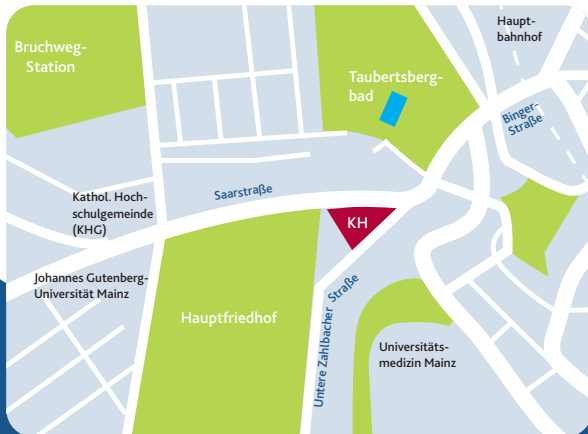 Bruchweg-
Station
Haupt-
bahnhof
Taubertsberg-
bad
Binger-
Straße
Saarstraße
Kathol. Hoch-
schulgemeinde
(KHG)
KH
Johannes Gutenberg-
Universität Mainz
Hauptfriedhof
Untere Zahlbacher Straße
Universitäts-
medizin Mainz